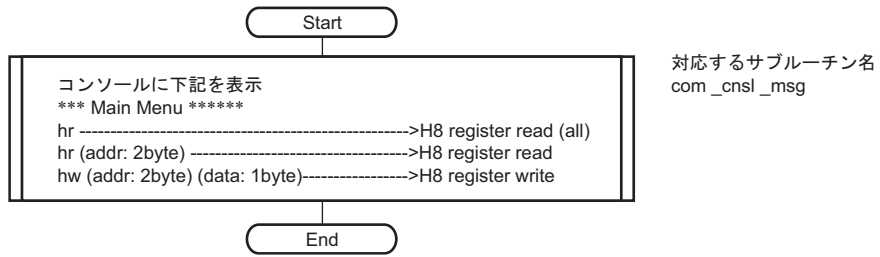 Start
コンソールに下記を表示
*** Main Menu ******
hr ----------------------------------------------------->H8 register read (all)
hr (addr: 2byte) ----------------------------------->H8 register read
hw (addr: 2byte) (data: 1byte)----------------->H8 register write
End
対応するサブルーチン名
com _cnsl _msg